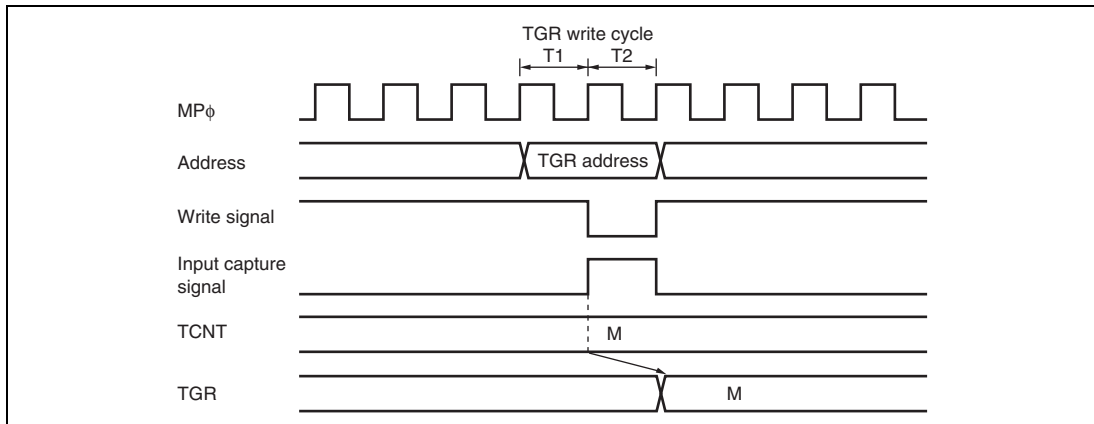 TGR write cycle
T1 T2
MPϕ
Address TGR address
Write signal
Input capture
signal
TCNT M
TGR M